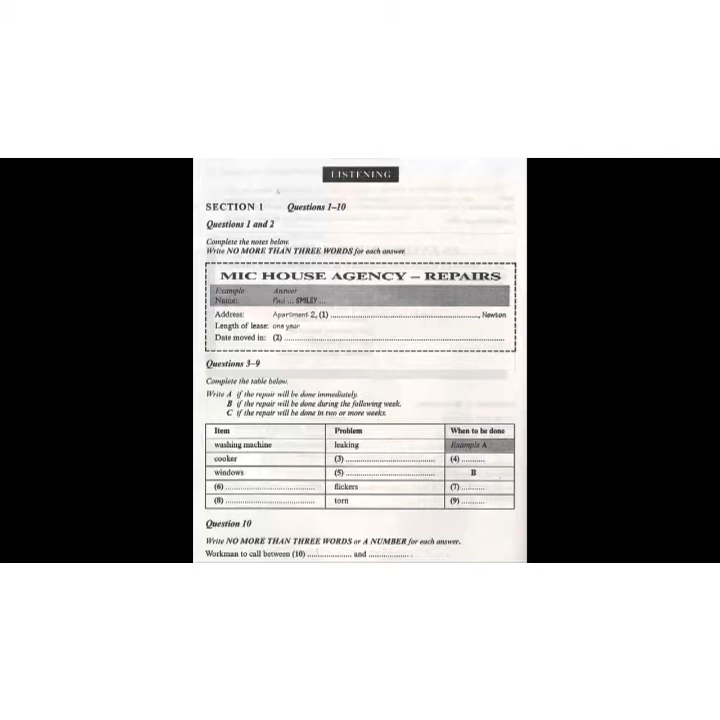 LISTENING
SECTION 1 Questions 1–10
Questions 1 and 2
Complete the notes below.
Write NO MORE THAN THREE WORDS for each answer.
MIC HOUSE AGENCY – REPAIRS
Example Answer
Name: Paul ... SMILEY ...
Address: Apartment 2, (1) ........................................................, Newton
Length of lease: one year
Date moved in: (2) ........................................................................
Questions 3–9
Complete the table below.
Write A if the repair will be done immediately.
B if the repair will be done during the following week.
C if the repair will be done in two or more weeks.
Item Problem When to be done
washing machine leaking Example A
cooker (3) ............................... (4) ..........
windows (5) ............................... B
(6) ............................... flickers (7) ..........
(8) ............................... torn (9) ..........
Question 10
Write NO MORE THAN THREE WORDS or A NUMBER for each answer.
Workman to call between (10) .................... and ................... .